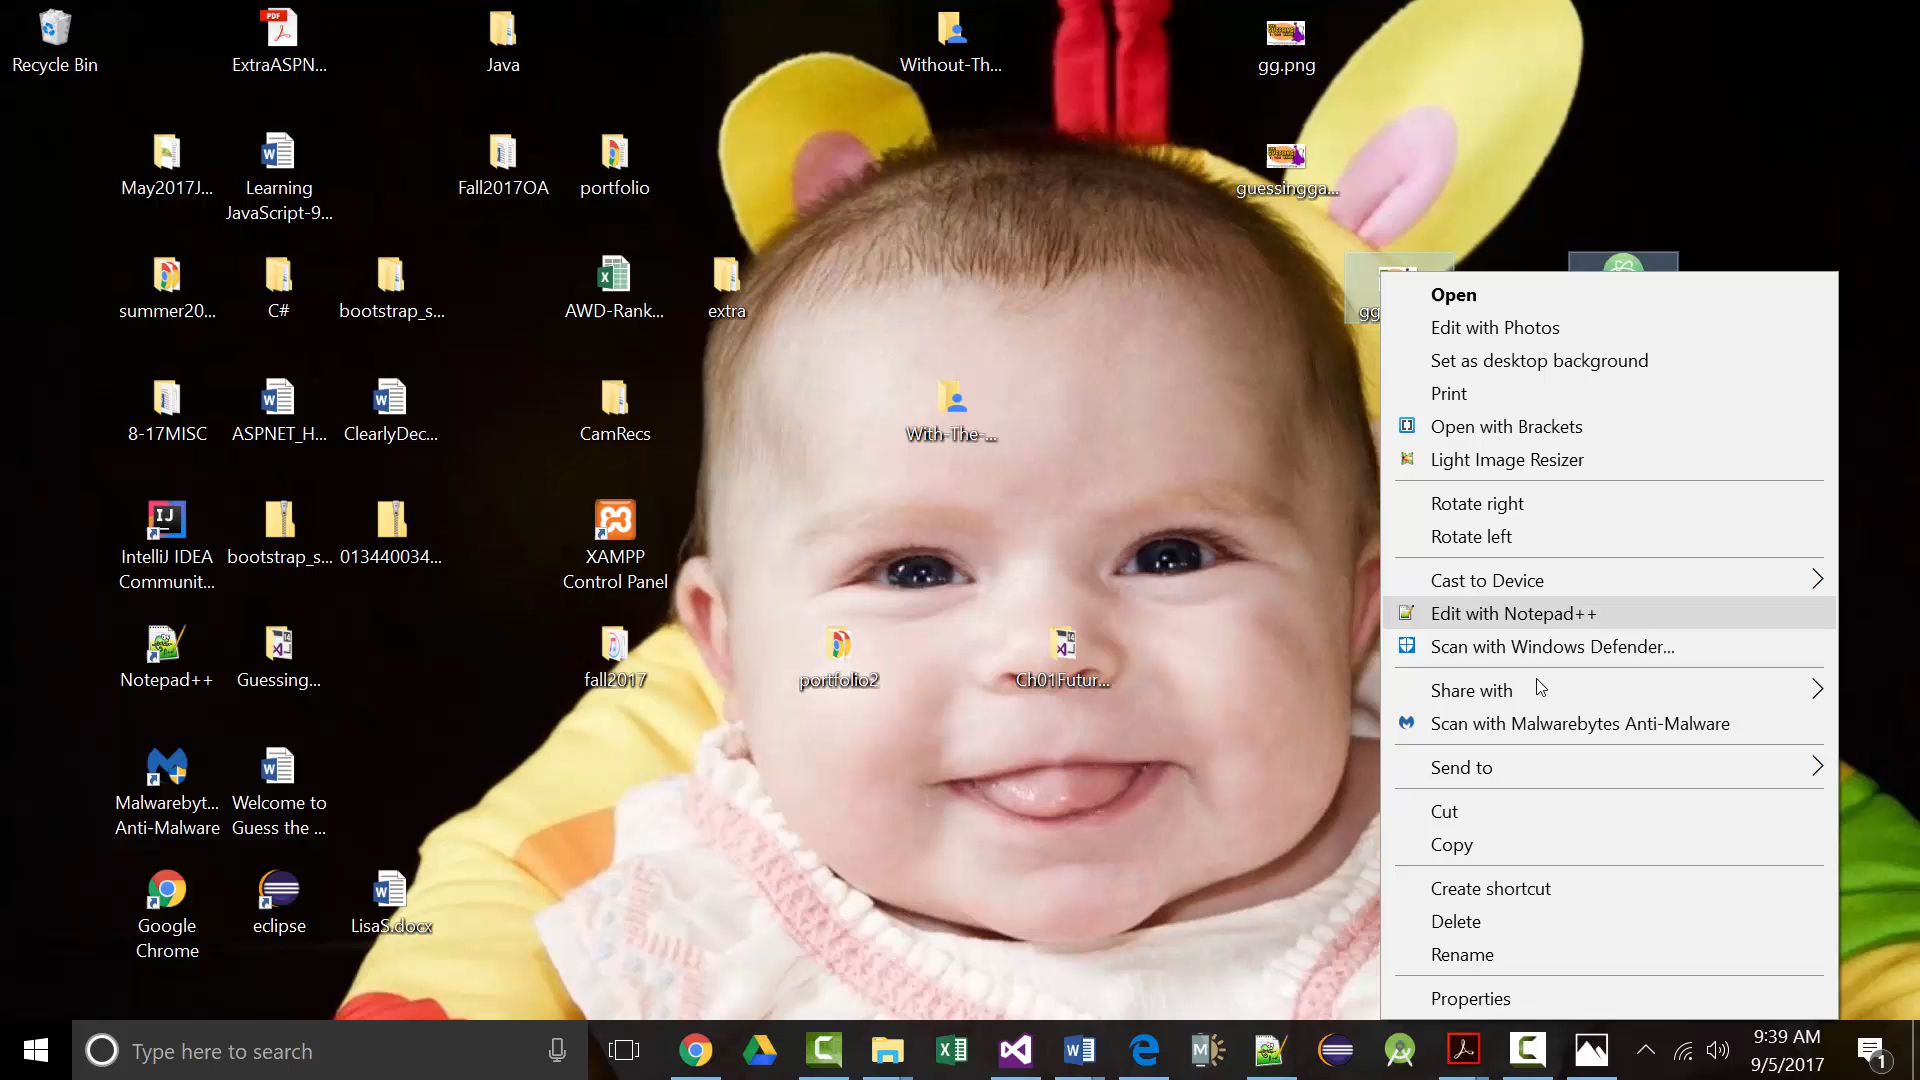 Recycle Bin
ExtraASPN...
Java
Without-Th...
gg.png
May2017J...
Learning
JavaScript-9...
Fall2017OA
portfolio
guessingga...
summer20...
C#
bootstrap_s...
AWD-Rank...
extra
gg
8-17MISC
ASPNET_H...
ClearlyDec...
CamRecs
With-The-...
IntelliJ IDEA
Communit...
bootstrap_s...
013440034...
XAMPP
Control Panel
Notepad++
Guessing...
fall2017
portfolio2
Ch01Futur...
Malwarebyt...
Anti-Malware
Welcome to
Guess the ...
Google
Chrome
eclipse
LisaS.docx
Open
Edit with Photos
Set as desktop background
Print
Open with Brackets
Light Image Resizer
Rotate right
Rotate left
Cast to Device
Edit with Notepad++
Scan with Windows Defender...
Share with
Scan with Malwarebytes Anti-Malware
Send to
Cut
Copy
Create shortcut
Delete
Rename
Properties
Type here to search
9:39 AM
9/5/2017
1